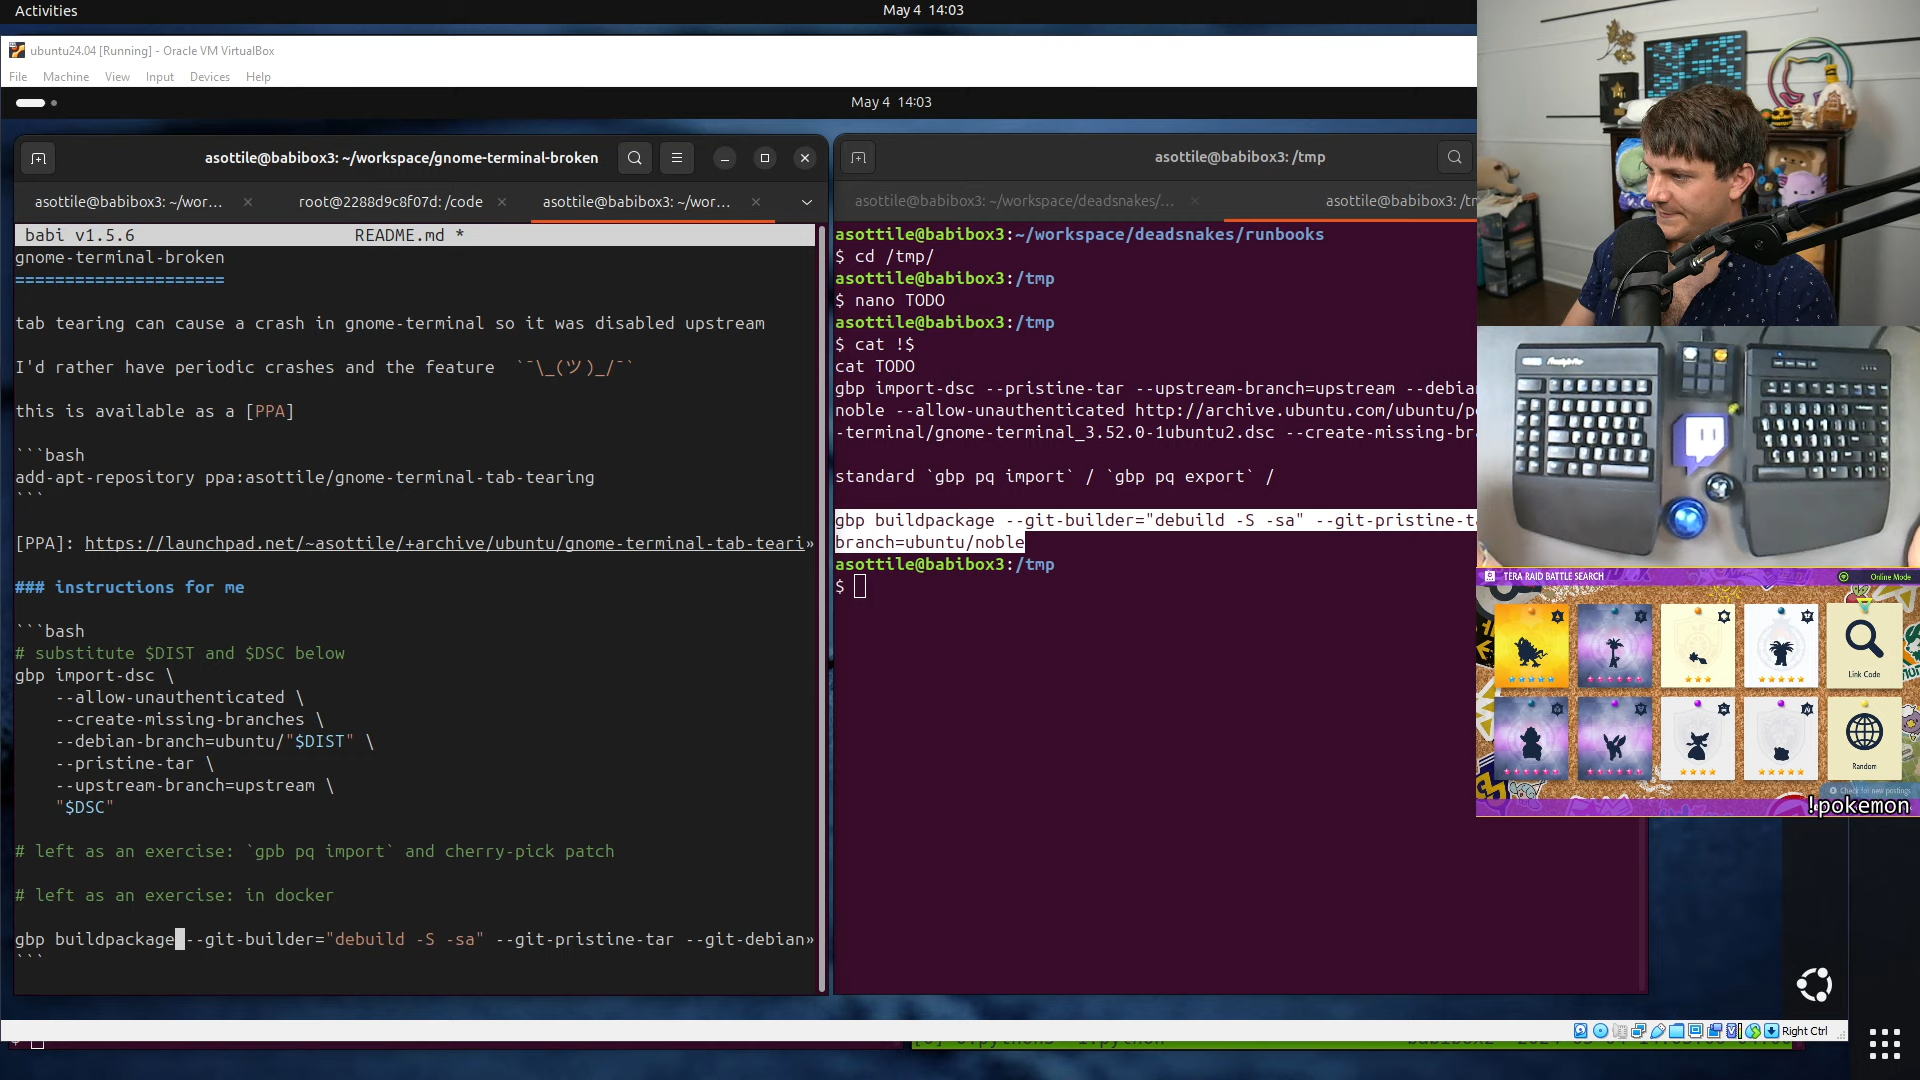 Activities
May 4 14:03
ubuntu24.04 [Running] - Oracle VM VirtualBox
File Machine View Input Devices Help
May 4 14:03
asottile@babibox3: ~/workspace/gnome-terminal-broken
asottile@babibox3: ~/wor...
root@2288d9c8f07d: /code
asottile@babibox3: ~/wor...
babi v1.5.6 README.md *
gnome-terminal-broken
=====================
tab tearing can cause a crash in gnome-terminal so it was disabled upstream
I'd rather have periodic crashes and the feature `¯\_(ツ)_/¯`
this is available as a [PPA]
```bash
add-apt-repository ppa:asottile/gnome-terminal-tab-tearing
```
[PPA]: https://launchpad.net/~asottile/+archive/ubuntu/gnome-terminal-tab-teari»
### instructions for me
```bash
# substitute $DIST and $DSC below
gbp import-dsc \
--allow-unauthenticated \
--create-missing-branches \
--debian-branch=ubuntu/"$DIST" \
--pristine-tar \
--upstream-branch=upstream \
"$DSC"
# left as an exercise: `gpb pq import` and cherry-pick patch
# left as an exercise: in docker
gbp buildpackage --git-builder="debuild -S -sa" --git-pristine-tar --git-debian»
```
asottile@babibox3: /tmp
asottile@babibox3: ~/workspace/deadsnakes/...
asottile@babibox3: /tm
asottile@babibox3:~/workspace/deadsnakes/runbooks
$ cd /tmp/
asottile@babibox3:/tmp
$ nano TODO
asottile@babibox3:/tmp
$ cat !$
cat TODO
gbp import-dsc --pristine-tar --upstream-branch=upstream --debia
noble --allow-unauthenticated http://archive.ubuntu.com/ubuntu/p
-terminal/gnome-terminal_3.52.0-1ubuntu2.dsc --create-missing-bra
standard `gbp pq import` / `gbp pq export` /
gbp buildpackage --git-builder="debuild -S -sa" --git-pristine-ta
branch=ubuntu/noble
asottile@babibox3:/tmp
$
TERA RAID BATTLE SEARCH
Online Mode
Link Code
Random
Check for new postings
!pokemon
Right Ctrl